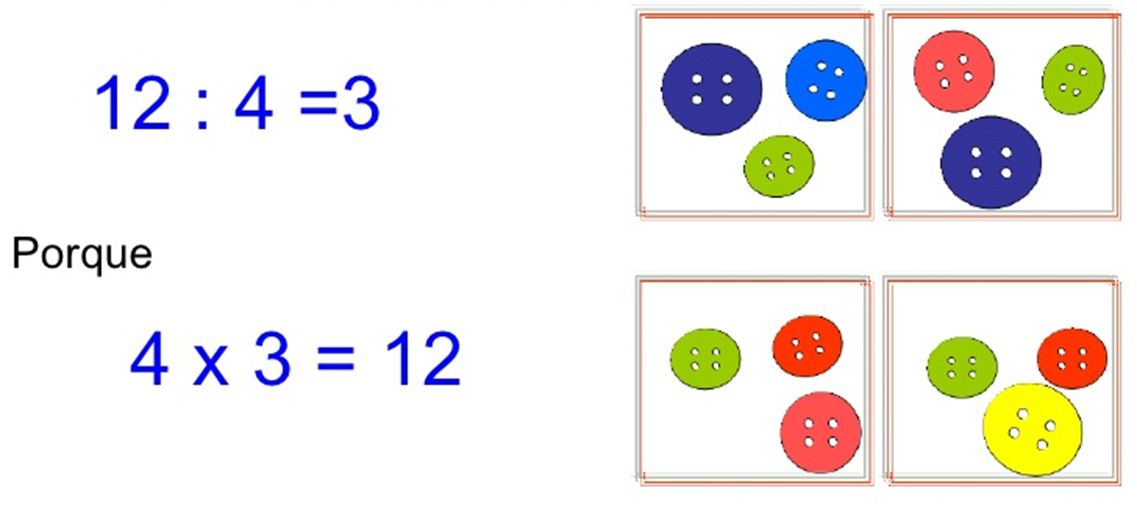 12 : 4 =3
Porque
4 x 3 = 12